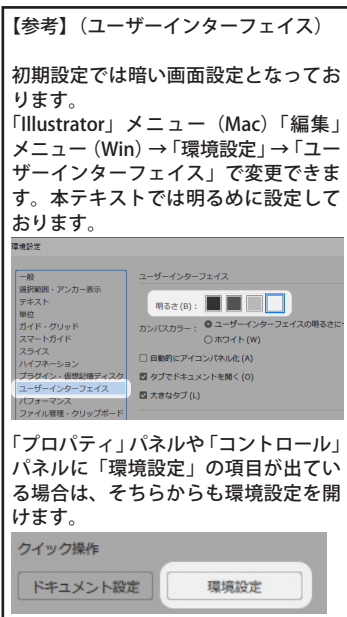 【参考】（ユーザーインターフェイス）
初期設定では暗い画面設定となってお
ります。
「Illustrator」メニュー（Mac）「編集」
メニュー（Win）→「環境設定」→「ユー
ザーインターフェイス」で変更できま
す。本テキストでは明るめに設定して
おります。
環境設定
一般
選択範囲・アンカー表示
テキスト
単位
ガイド・グリッド
スマートガイド
スライス
ハイフネーション
プラグイン・仮想記憶ディスク
ユーザーインターフェイス
パフォーマンス
ファイル管理・クリップボード
ユーザーインターフェイス
明るさ(B)：
カンバスカラー： ユーザーインターフェイスの明るさに
ホワイト(W)
自動的にアイコンパネル化(A)
タブでドキュメントを開く(O)
大きなタブ(L)
「プロパティ」パネルや「コントロール」
パネルに「環境設定」の項目が出てい
る場合は、そちらからも環境設定を開
けます。
クイック操作
ドキュメント設定 環境設定